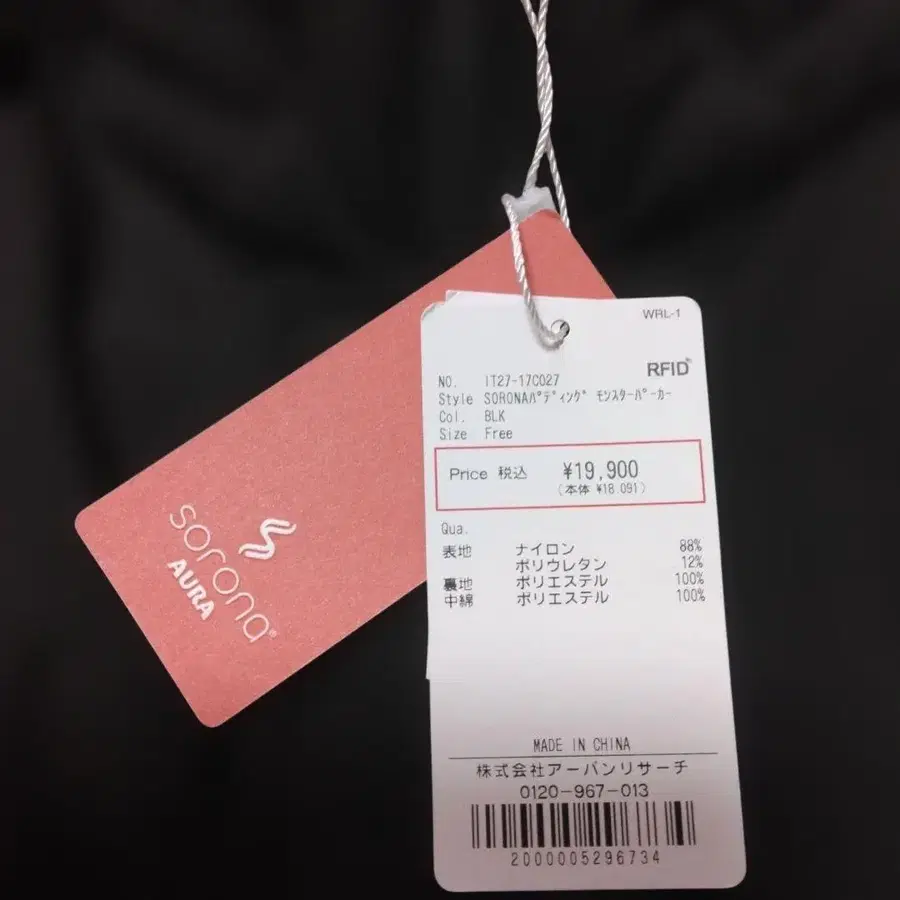 sorona®
AURA
WRL-1
RFID
NO. IT27-17C027
Style SORONAﾊﾟﾃﾞｨﾝｸﾞ ﾓﾝｽﾀｰﾊﾟｰｶｰ
Col. BLK
Size Free
Price 税込 ¥19,900
(本体 ¥18.091)
Qua.
表地 ナイロン 88%
ポリウレタン 12%
裏地 ポリエステル 100%
中綿 ポリエステル 100%
MADE IN CHINA
株式会社アーバンリサーチ
0120-967-013
2000005296734